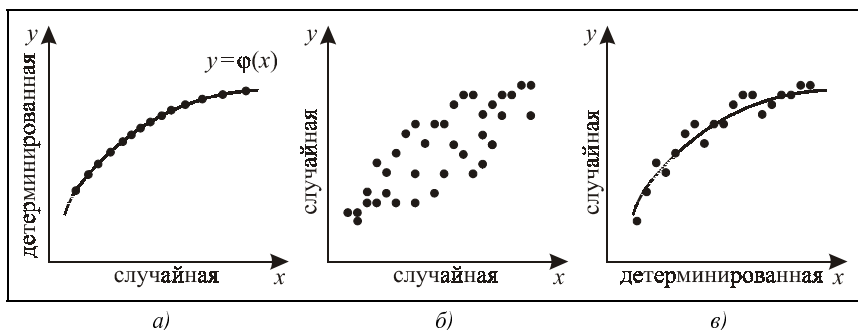 y
детерминированная
y=φ(x)
случайная
x
y
случайная
случайная
x
y
случайная
детерминированная
x
а)
б)
в)